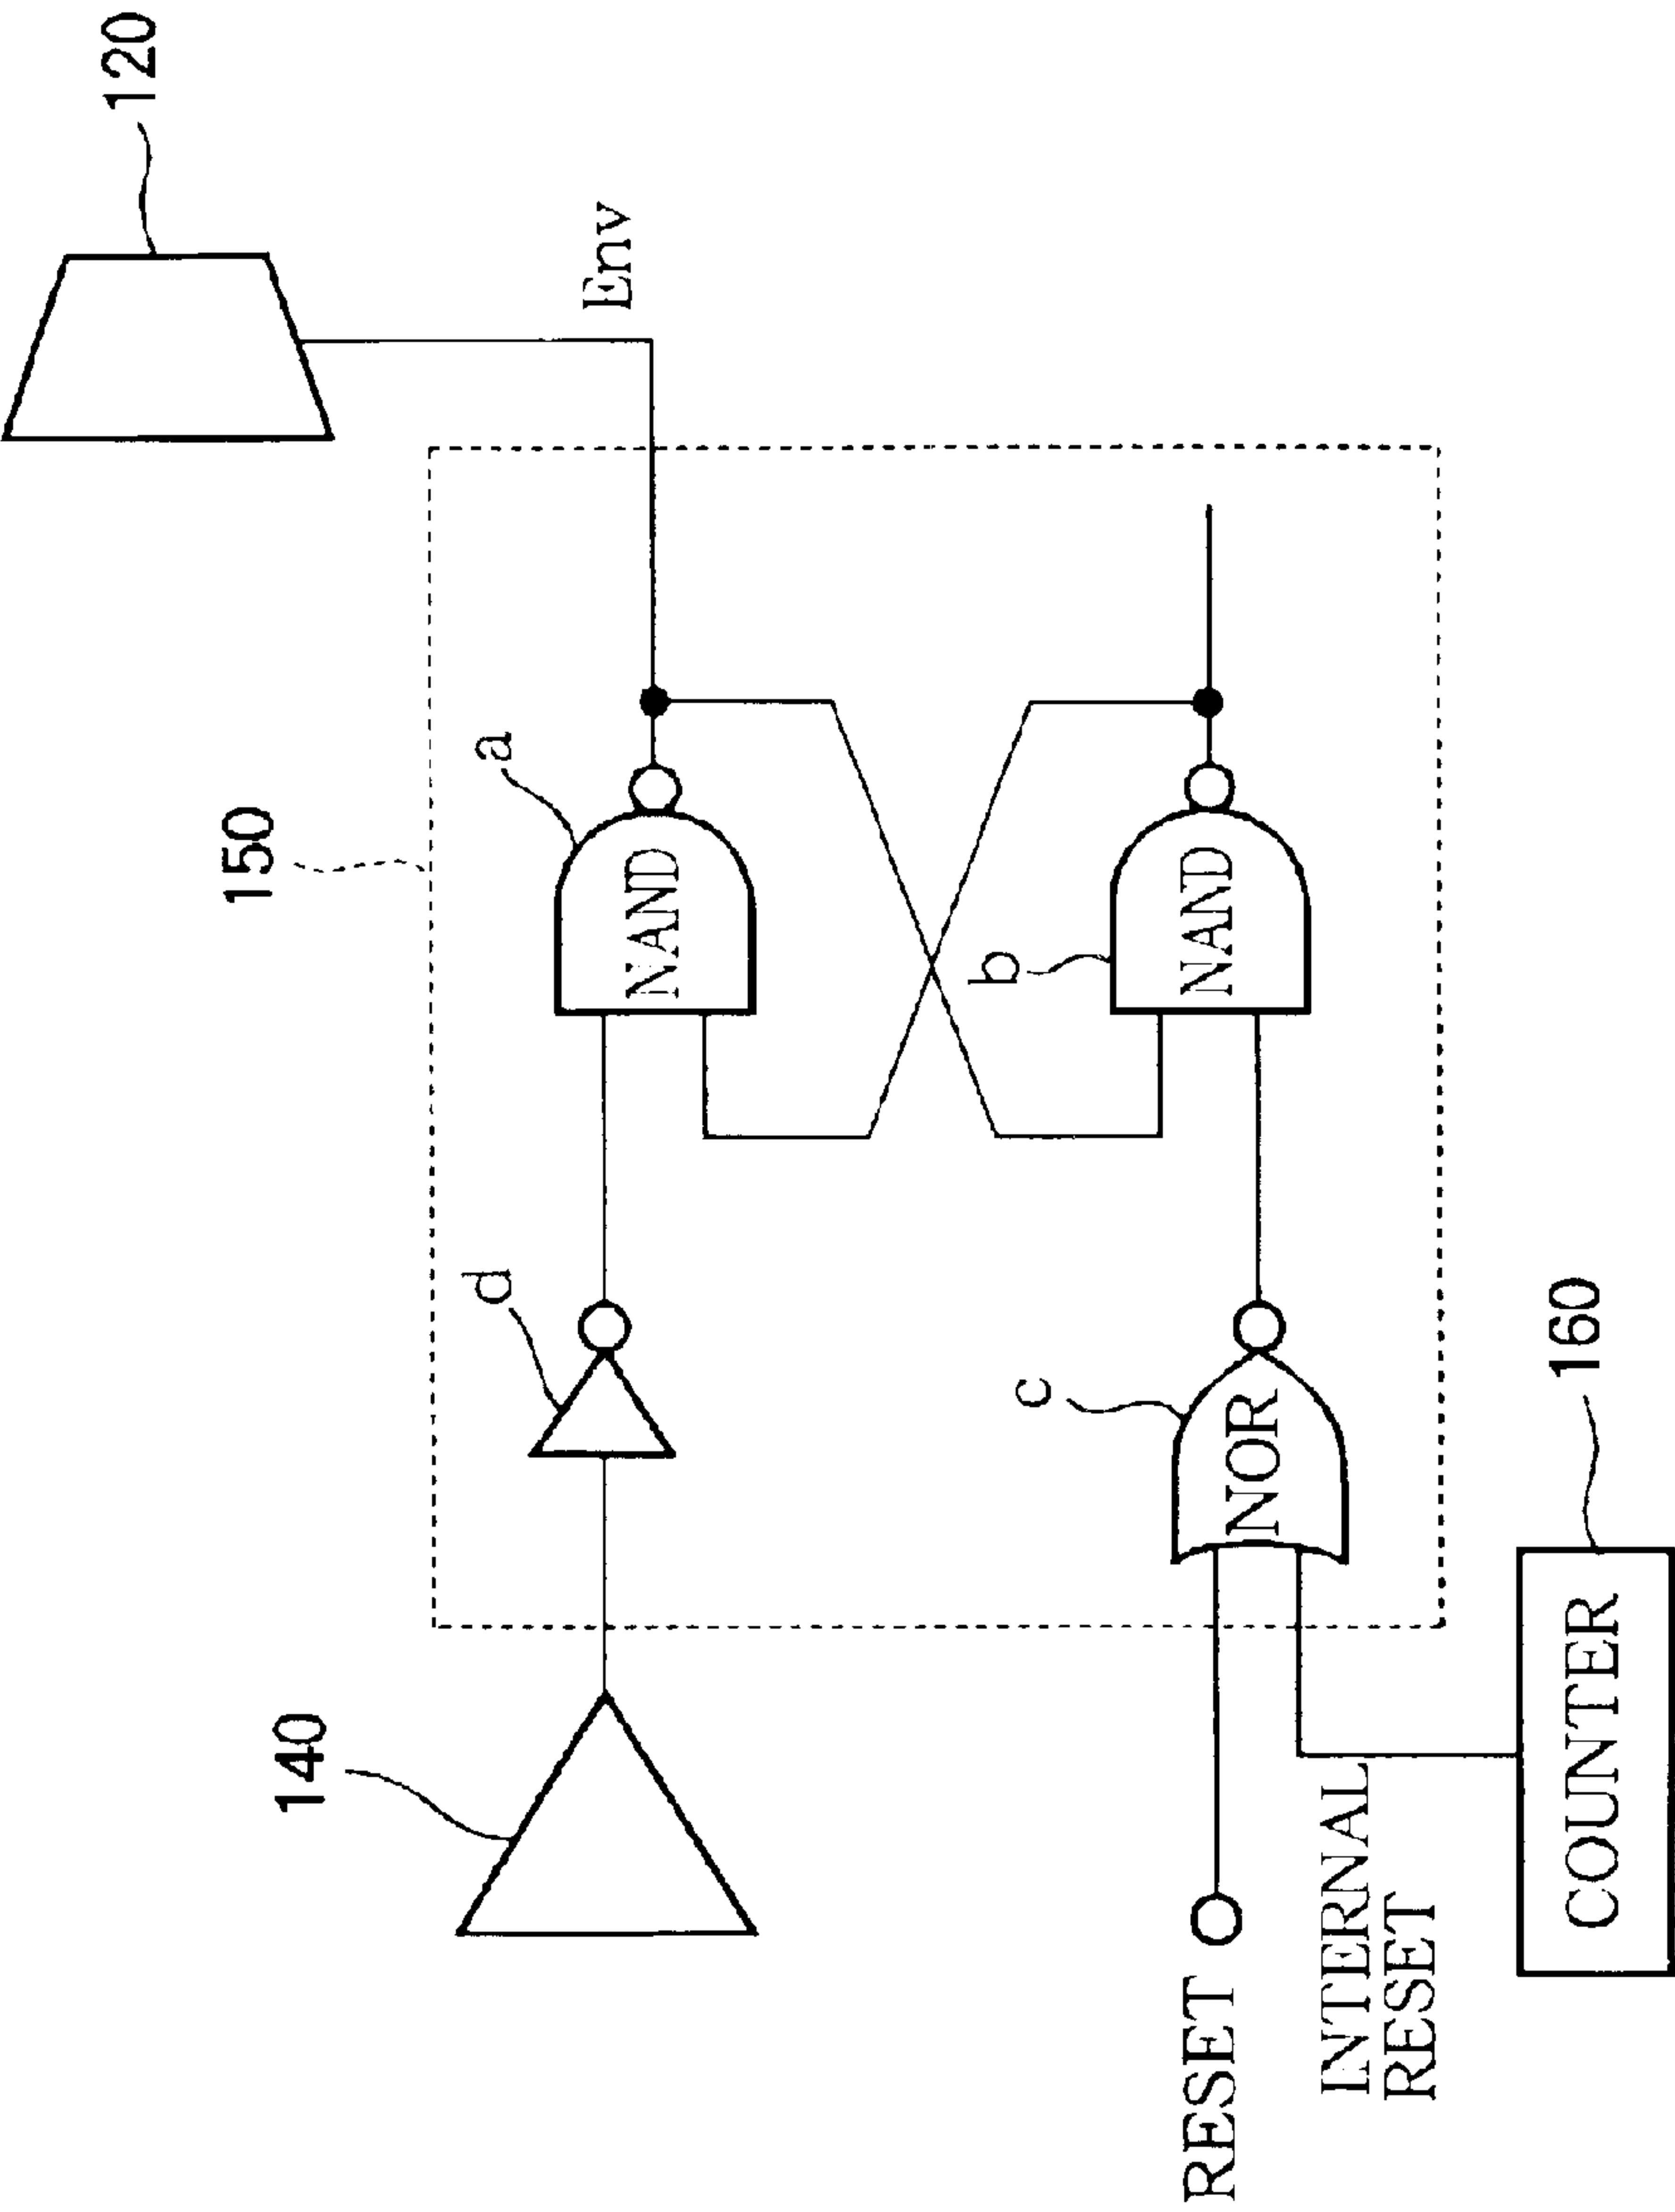 120
Env
150
a
NAND
b
NAND
d
c
NOR
140
160
RESET
INTERNAL
RESET
COUNTER